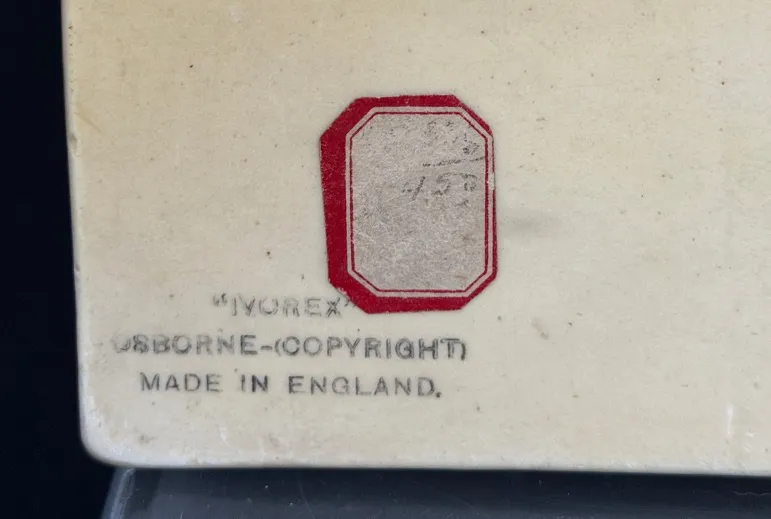 "IVOREX"
OSBORNE-(COPYRIGHT)
MADE IN ENGLAND.